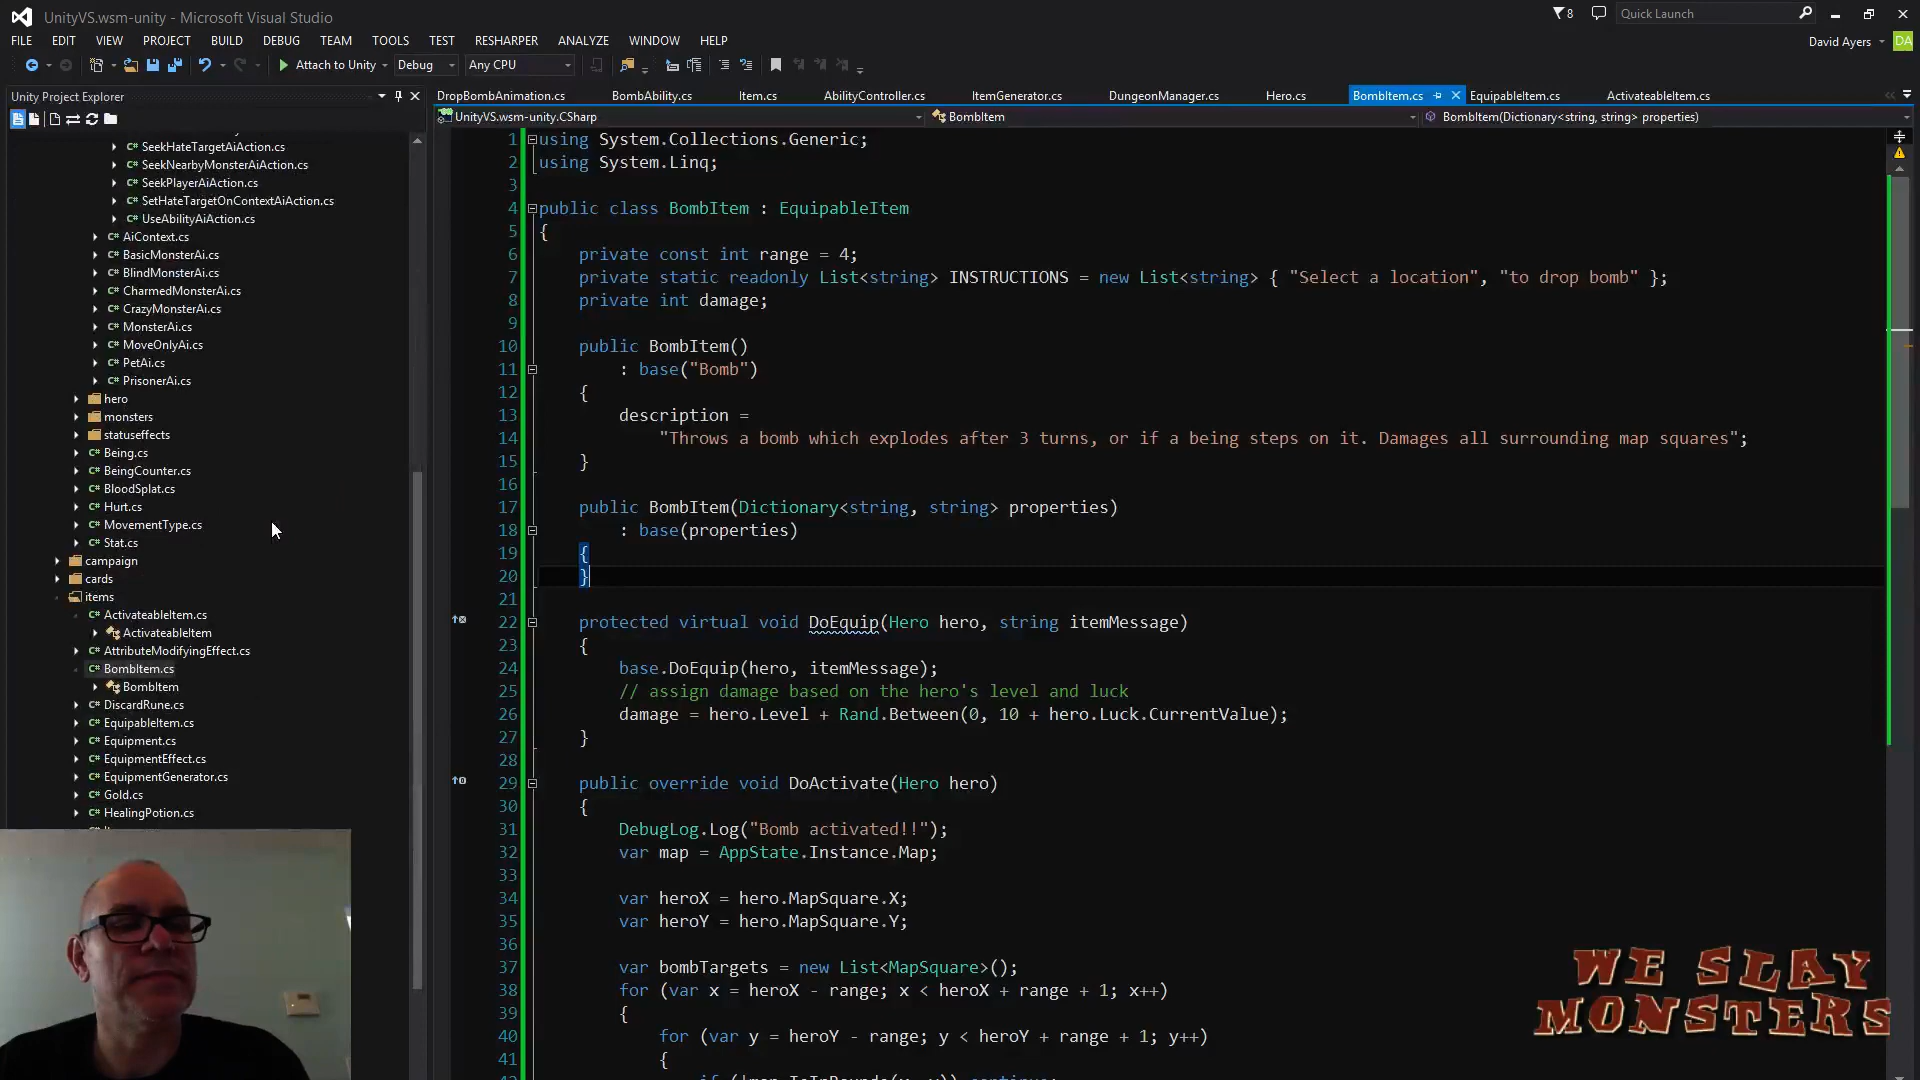 UnityVS.wsm-unity - Microsoft Visual Studio
8
Quick Launch
FILE EDIT VIEW PROJECT BUILD DEBUG TEAM TOOLS TEST RESHARPER ANALYZE WINDOW HELP
David Ayers
DA
Attach to Unity
Debug
Any CPU
Unity Project Explorer
SeekHateTargetAiAction.cs
SeekNearbyMonsterAiAction.cs
SeekPlayerAiAction.cs
SetHateTargetOnContextAiAction.cs
UseAbilityAiAction.cs
AiContext.cs
BasicMonsterAi.cs
BlindMonsterAi.cs
CharmedMonsterAi.cs
CrazyMonsterAi.cs
MonsterAi.cs
MoveOnlyAi.cs
PetAi.cs
PrisonerAi.cs
hero
monsters
statuseffects
Being.cs
BeingCounter.cs
BloodSplat.cs
Hurt.cs
MovementType.cs
Stat.cs
campaign
cards
items
ActivateableItem.cs
ActivateableItem
AttributeModifyingEffect.cs
BombItem.cs
BombItem
DiscardRune.cs
EquipableItem.cs
Equipment.cs
EquipmentEffect.cs
EquipmentGenerator.cs
Gold.cs
HealingPotion.cs
DropBombAnimation.cs BombAbility.cs Item.cs AbilityController.cs ItemGenerator.cs DungeonManager.cs Hero.cs BombItem.cs EquipableItem.cs ActivateableItem.cs
UnityVS.wsm-unity.CSharp
BombItem
BombItem(Dictionary<string, string> properties)
1 using System.Collections.Generic;
2 using System.Linq;
3
4 public class BombItem : EquipableItem
5 {
6 private const int range = 4;
7 private static readonly List<string> INSTRUCTIONS = new List<string> { "Select a location", "to drop bomb" };
8 private int damage;
9
10 public BombItem()
11 : base("Bomb")
12 {
13 description =
14 "Throws a bomb which explodes after 3 turns, or if a being steps on it. Damages all surrounding map squares";
15 }
16
17 public BombItem(Dictionary<string, string> properties)
18 : base(properties)
19 {
20 }
21
22 protected virtual void DoEquip(Hero hero, string itemMessage)
23 {
24 base.DoEquip(hero, itemMessage);
25 // assign damage based on the hero's level and luck
26 damage = hero.Level + Rand.Between(0, 10 + hero.Luck.CurrentValue);
27 }
28
29 public override void DoActivate(Hero hero)
30 {
31 DebugLog.Log("Bomb activated!!");
32 var map = AppState.Instance.Map;
33
34 var heroX = hero.MapSquare.X;
35 var heroY = hero.MapSquare.Y;
36
37 var bombTargets = new List<MapSquare>();
38 for (var x = heroX - range; x < heroX + range + 1; x++)
39 {
40 for (var y = heroY - range; y < heroY + range + 1; y++)
41 {
WE SLAY
MONSTERS